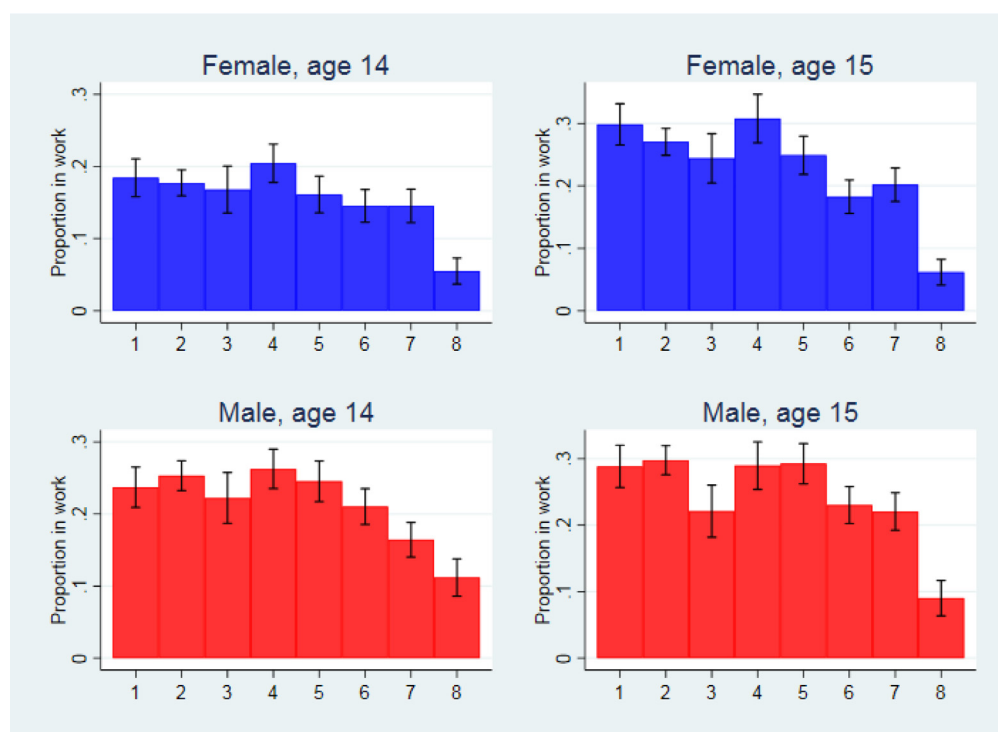 Female, age 14
Proportion in work
0 .1 .2 .3
1 2 3 4 5 6 7 8
Female, age 15
Proportion in work
0 .1 .2 .3
1 2 3 4 5 6 7 8
Male, age 14
Proportion in work
0 .1 .2 .3
1 2 3 4 5 6 7 8
Male, age 15
Proportion in work
0 .1 .2 .3
1 2 3 4 5 6 7 8